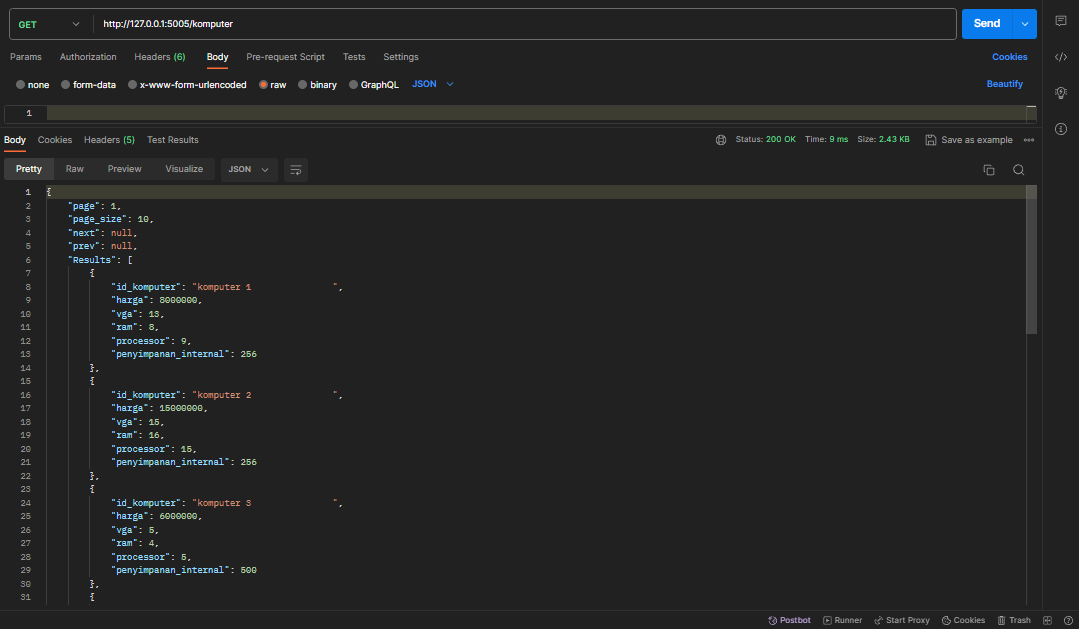 GET http://127.0.0.1:5005/komputer Send
Params Authorization Headers (6) Body Pre-request Script Tests Settings Cookies
none form-data x-www-form-urlencoded raw binary GraphQL JSON Beautify
1
Body Cookies Headers (5) Test Results Status: 200 OK Time: 9 ms Size: 2.43 KB Save as example
Pretty Raw Preview Visualize JSON
1 {
2 "page": 1,
3 "page_size": 10,
4 "next": null,
5 "prev": null,
6 "Results": [
7 {
8 "id_komputer": "komputer 1 ",
9 "harga": 8000000,
10 "vga": 13,
11 "ram": 8,
12 "processor": 9,
13 "penyimpanan_internal": 256
14 },
15 {
16 "id_komputer": "komputer 2 ",
17 "harga": 15000000,
18 "vga": 15,
19 "ram": 16,
20 "processor": 15,
21 "penyimpanan_internal": 256
22 },
23 {
24 "id_komputer": "komputer 3 ",
25 "harga": 6000000,
26 "vga": 5,
27 "ram": 4,
28 "processor": 5,
29 "penyimpanan_internal": 500
30 },
31 {
Postbot Runner Start Proxy Cookies Trash